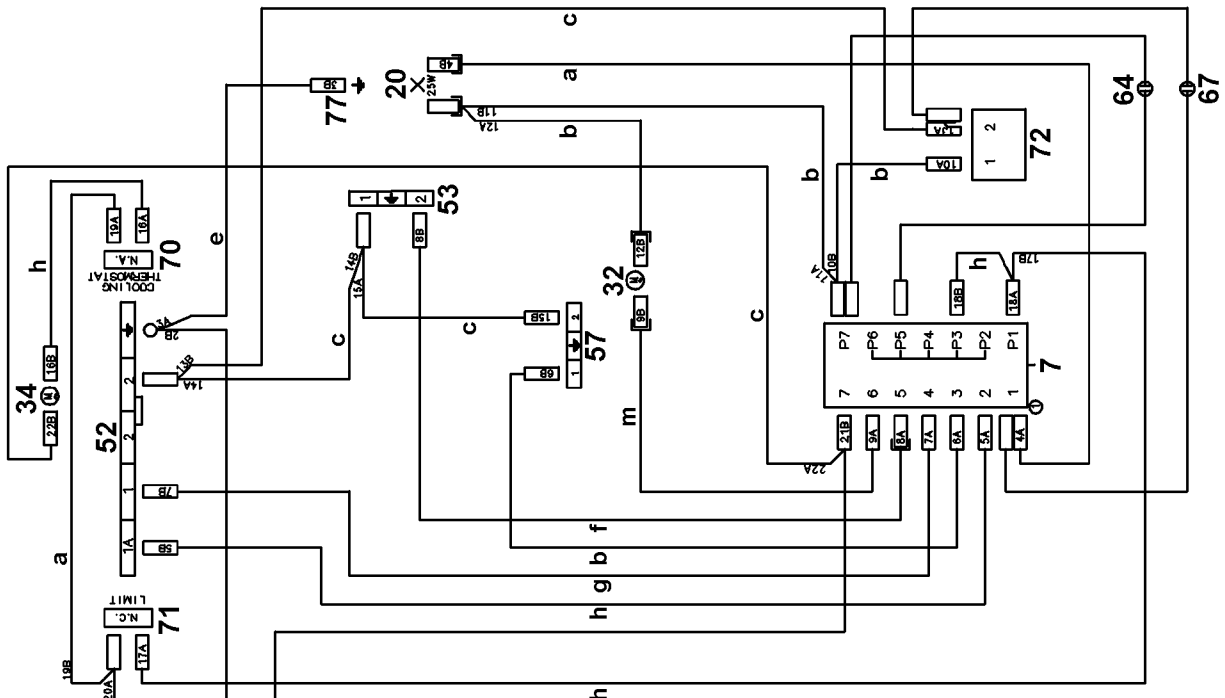 c
a
20
25W
4B
3B
77
11B
12A
b
64
67
13A
2
1
72
10A
b
b
h
19A
16A
N.A.
COOLING
THERMOSTAT
70
e
1
2
53
8B
14B
15A
c
c
c
12B
32
M
9B
m
11A
10B
h
17B
18B
18A
15B
2
57
6B
1
3A
2B
13B
14A
34
16B
M
22B
52
2
2
1
1A
7B
5B
a
P7
P6
P5
P4
P3
P2
P1
7
7
6
5
4
3
2
1
1
21B
9A
8A
7A
6A
5A
4A
22A
f
b
g
h
h
LIMIT
N.C.
71
17A
19B
20A